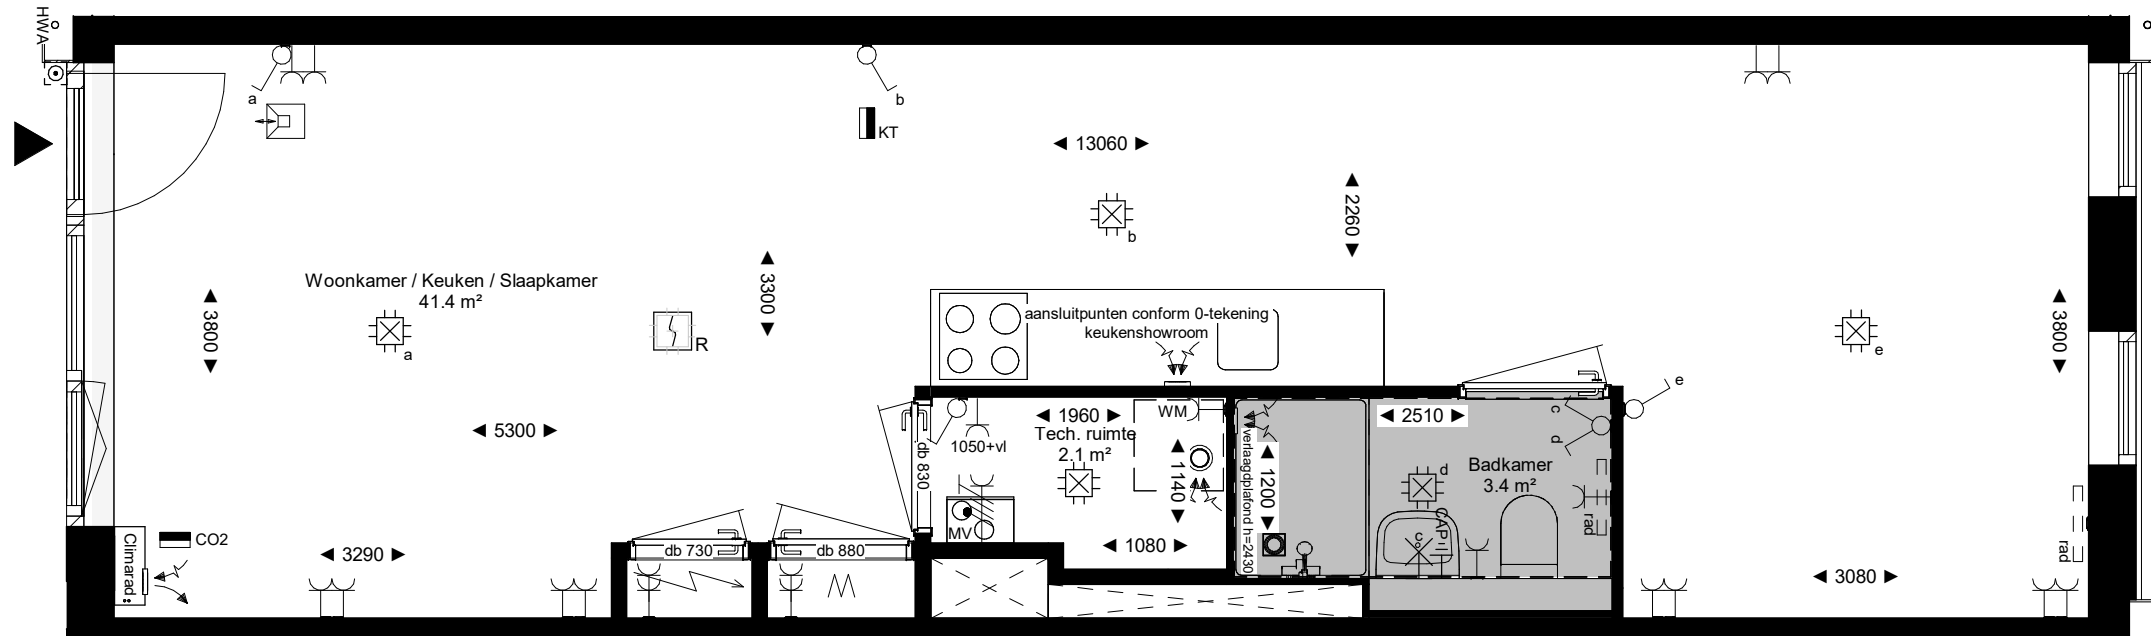 HWA
a
b
KT
◄ 13060 ►
◄ 2260 ►
b
Woonkamer / Keuken / Slaapkamer
41.4 m²
◄ 3300 ►
◄ 3800 ►
a
R
aansluitpunten conform 0-tekening
keukenshowroom
e
◄ 3800 ►
e
◄ 5300 ►
◄ 1960 ►
WM
◄ 2510 ►
c
d
1050+vl
Tech. ruimte
2.1 m²
db 830
◄ 1140 ►
verlaagdplafond h=2430
◄ 1200 ►
d
Badkamer
3.4 m²
CAP
c
rad
rad
MV
Climarad
CO2
◄ 3290 ►
db 730
db 880
◄ 1080 ►
◄ 3080 ►